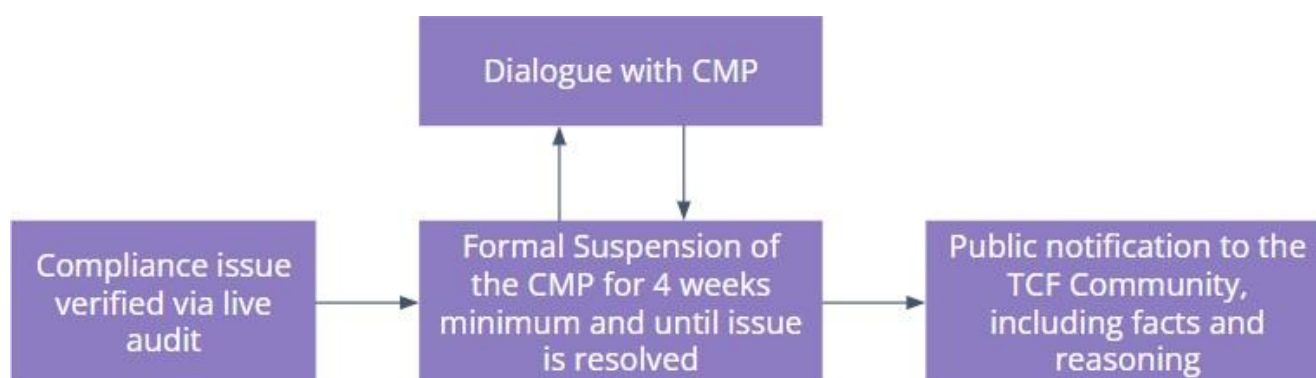 Dialogue with CMP
Compliance issue
verified via live
audit
Formal Suspension of
the CMP for 4 weeks
minimum and until issue
is resolved
Public notification to the
TCF Community,
including facts and
reasoning